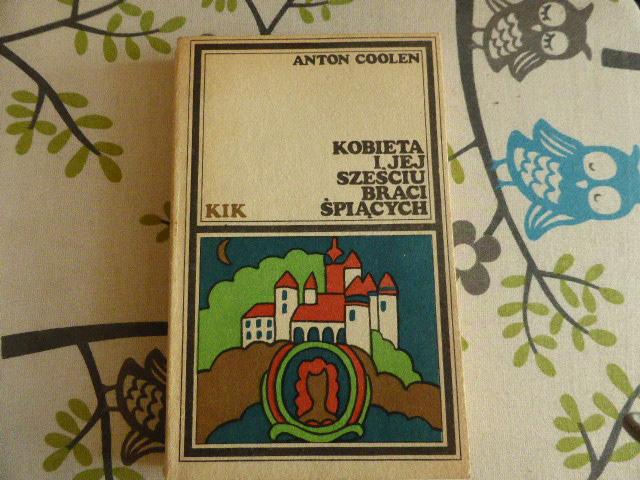 ANTON COOLEN
KOBIETA
I JEJ
SZEŚCIU
BRACI
ŚPIĄCYCH
KIK